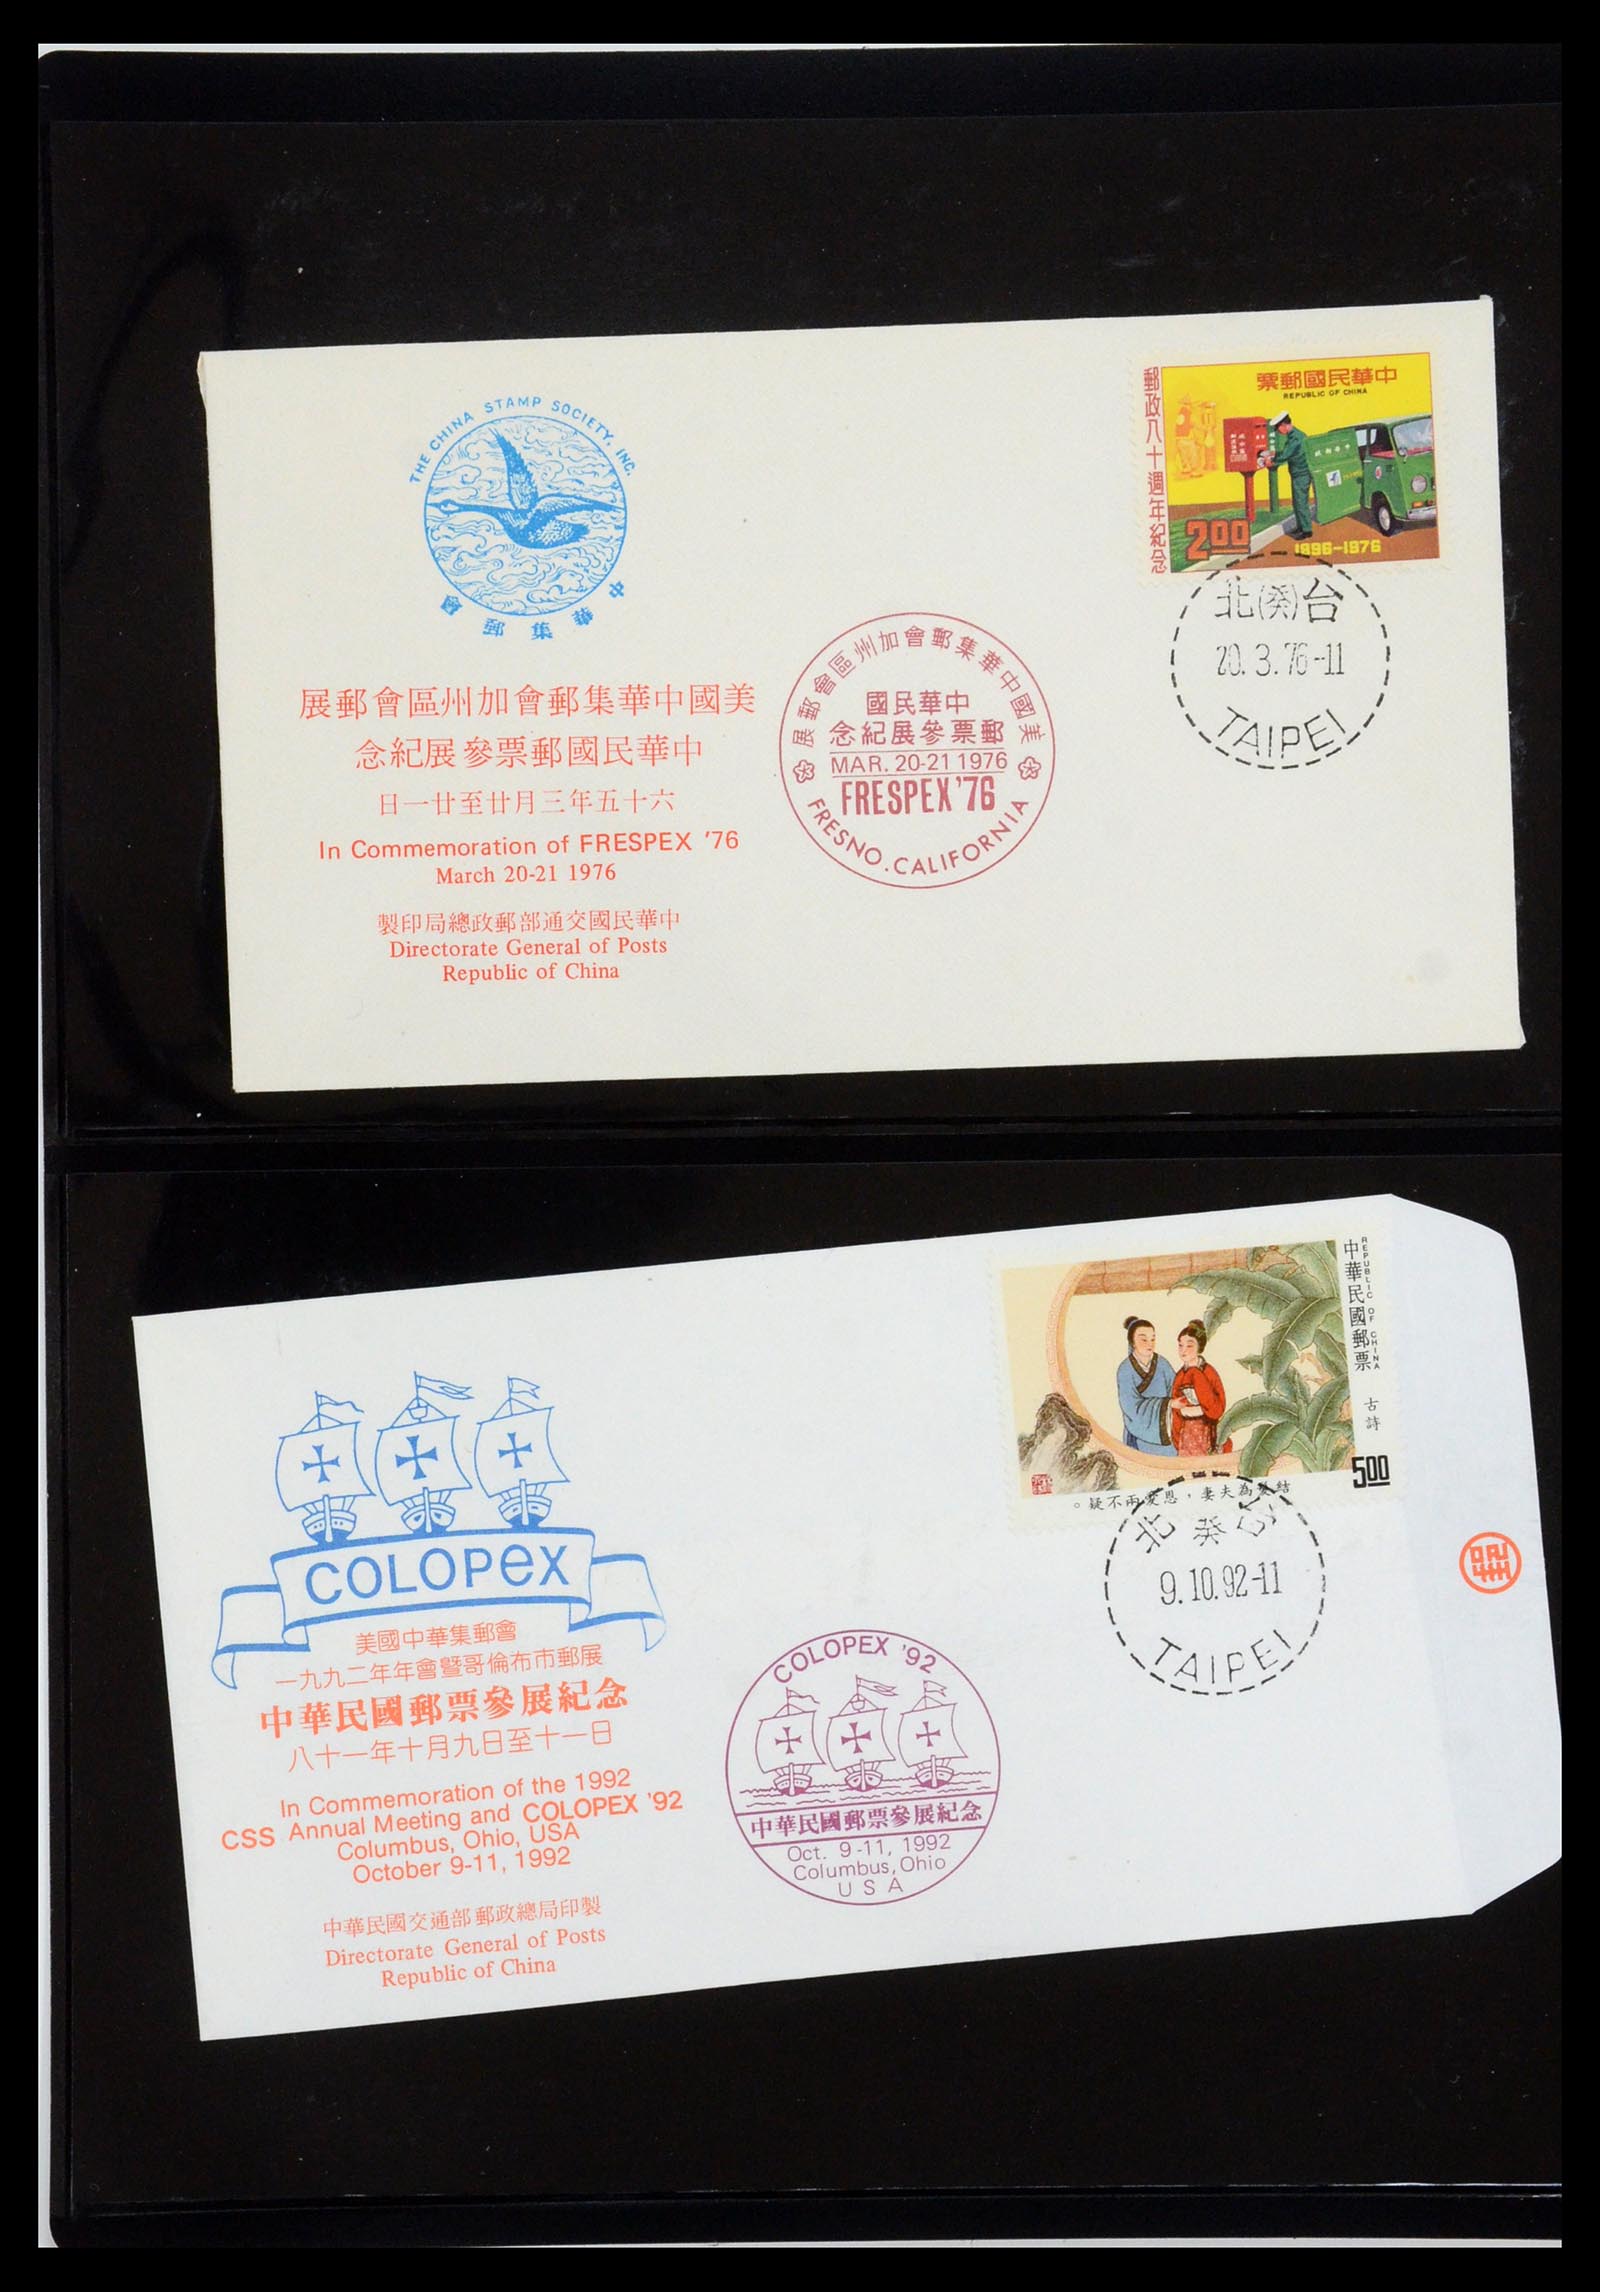 THE CHINA STAMP SOCIETY, INC.
會郵集華中
展郵會區州加會郵集華中國美
念紀展參票郵國民華中
日一廿至廿月三年五十六
In Commemoration of FRESPEX '76
March 20-21 1976
製印局總政郵部通交國民華中
Directorate General of Posts
Republic of China
展郵會區州加會郵集華中國美
國民華中
念紀展參票郵
MAR. 20-21 1976
FRESPEX '76
FRESNO. CALIFORNIA
票郵國民華中
REPUBLIC OF CHINA
郵政八十週年紀念
2.00
1896-1976
北(癸)台
20.3.76-11
TAIPEI
COLOPEX
美國中華集郵會
一九九二年年會暨哥倫布市郵展
中華民國郵票參展紀念
八十一年十月九日至十一日
In Commemoration of the 1992
CSS Annual Meeting and COLOPEX '92
Columbus, Ohio, USA
October 9-11, 1992
中華民國交通部郵政總局印製
Directorate General of Posts
Republic of China
COLOPEX '92
中華民國郵票參展紀念
Oct. 9-11, 1992
Columbus, Ohio
USA
中華民國郵票
REPUBLIC OF CHINA
古詩
5.00
。疑不兩愛恩，妻夫為髮結
北 癸 台
9.10.92-11
TAIPEI